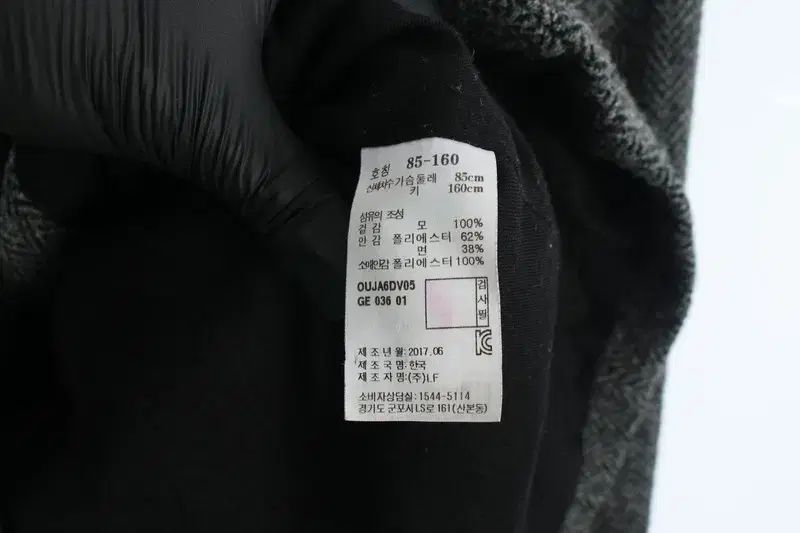 호칭 85-160
신체치수 가슴둘레 85cm
키 160cm
섬유의 조성
겉감 모 100%
안감 폴리에스터 62%
면 38%
소매안감 폴리에스터 100%
OUJA6DV05
GE 036 01
검사필
제조년월: 2017.06
제조국명: 한국
제조자명: (주)LF
소비자상담실: 1544-5114
경기도 군포시 LS로 161(산본동)